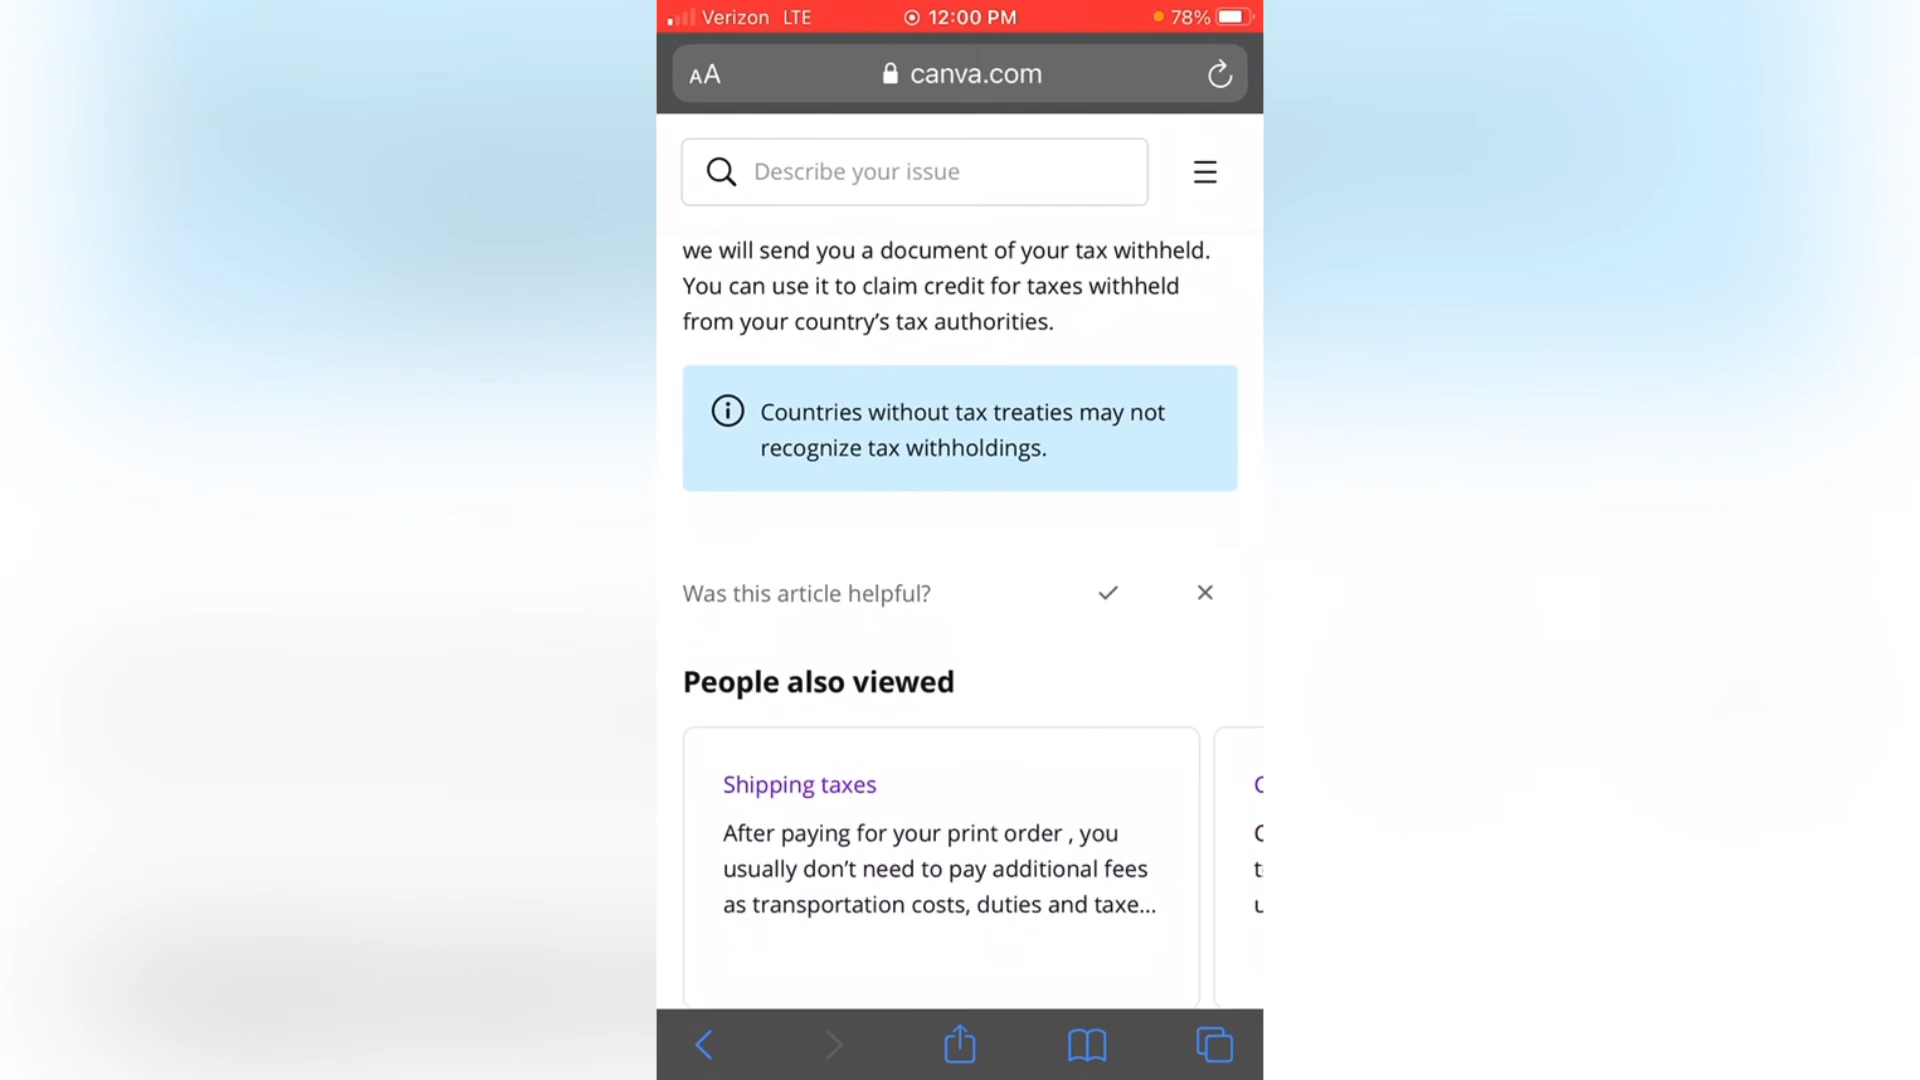 Verizon LTE 12:00 PM 78%
AA canva.com
Describe your issue
we will send you a document of your tax withheld.
You can use it to claim credit for taxes withheld
from your country’s tax authorities.
Countries without tax treaties may not
recognize tax withholdings.
Was this article helpful?
People also viewed
Shipping taxes
After paying for your print order , you
usually don’t need to pay additional fees
as transportation costs, duties and taxe...